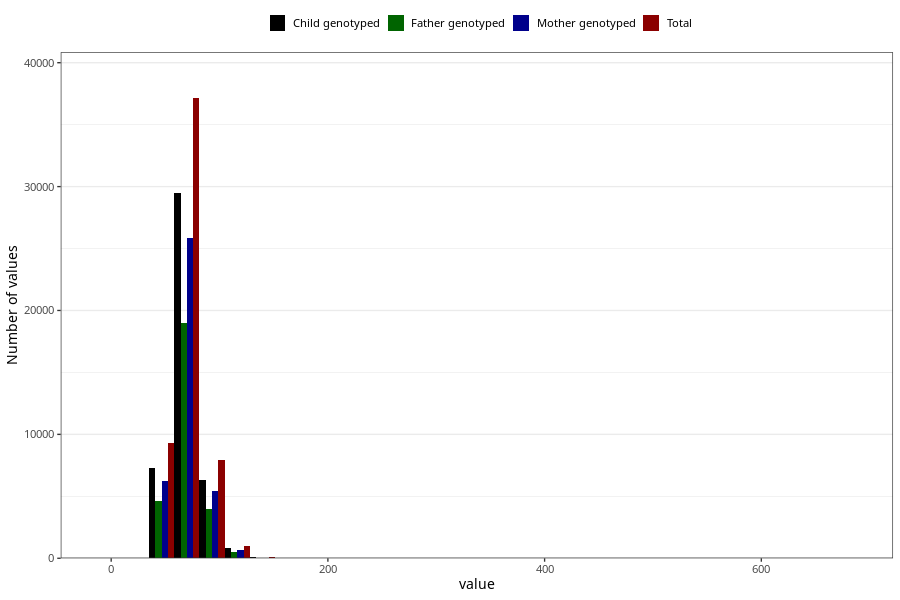 Child genotyped Father genotyped Mother genotyped Total
40000
30000
20000
10000
0
Number of values
0 200 400 600
value